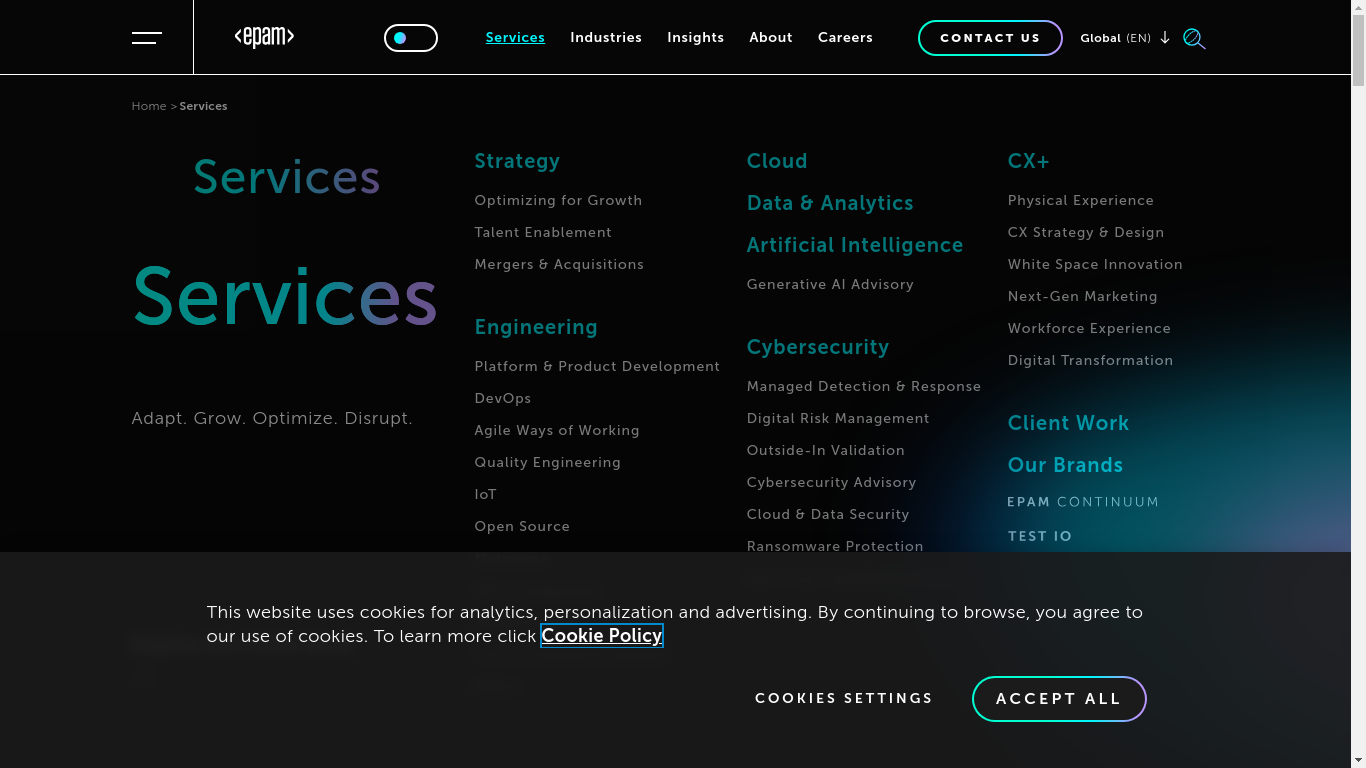 <epam>
Services
Industries
Insights
About
Careers
CONTACT US
Global (EN)
Home > Services
Services
Services
Adapt. Grow. Optimize. Disrupt.
Strategy
Optimizing for Growth
Talent Enablement
Mergers & Acquisitions
Engineering
Platform & Product Development
DevOps
Agile Ways of Working
Quality Engineering
IoT
Open Source
Cloud
Data & Analytics
Artificial Intelligence
Generative AI Advisory
Cybersecurity
Managed Detection & Response
Digital Risk Management
Outside-In Validation
Cybersecurity Advisory
Cloud & Data Security
Ransomware Protection
CX+
Physical Experience
CX Strategy & Design
White Space Innovation
Next-Gen Marketing
Workforce Experience
Digital Transformation
Client Work
Our Brands
EPAM CONTINUUM
TEST IO
This website uses cookies for analytics, personalization and advertising. By continuing to browse, you agree to
our use of cookies. To learn more click Cookie Policy
COOKIES SETTINGS
ACCEPT ALL